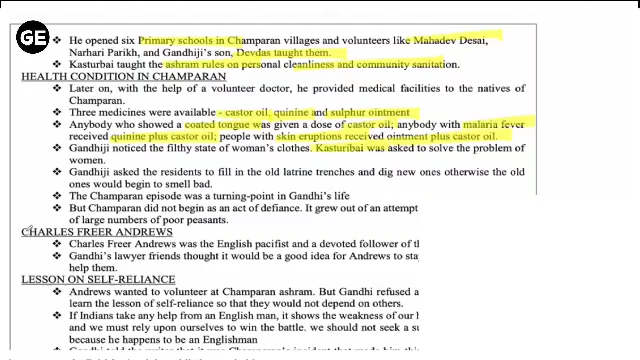 GE
❖ He opened six Primary schools in Champaran villages and volunteers like Mahadev Desai,
Narhari Parikh, and Gandhiji's son, Devdas taught them.
❖ Kasturbai taught the ashram rules on personal cleanliness and community sanitation.
HEALTH CONDITION IN CHAMPARAN
❖ Later on, with the help of a volunteer doctor, he provided medical facilities to the natives of
Champaran.
❖ Three medicines were available - castor oil, quinine and sulphur ointment
❖ Anybody who showed a coated tongue was given a dose of castor oil; anybody with malaria fever
received quinine plus castor oil; people with skin eruptions received ointment plus castor oil.
❖ Gandhiji noticed the filthy state of woman's clothes. Kasturibai was asked to solve the problem of
women.
❖ Gandhiji asked the residents to fill in the old latrine trenches and dig new ones otherwise the old
ones would begin to smell bad.
❖ The Champaran episode was a turning-point in Gandhi's life
❖ But Champaran did not begin as an act of defiance. It grew out of an attempt
of large numbers of poor peasants.
CHARLES FREER ANDREWS
❖ Charles Freer Andrews was the English pacifist and a devoted follower of t
❖ Gandhi's lawyer friends thought it would be a good idea for Andrews to sta
help them.
LESSON ON SELF-RELIANCE
❖ Andrews wanted to volunteer at Champaran ashram. But Gandhi refused a
learn the lesson of self-reliance so that they would not depend on others.
❖ If Indians take any help from an English man, it shows the weakness of our
and we must rely upon ourselves to win the battle. we should not seek a su
because he happens to be an Englishman